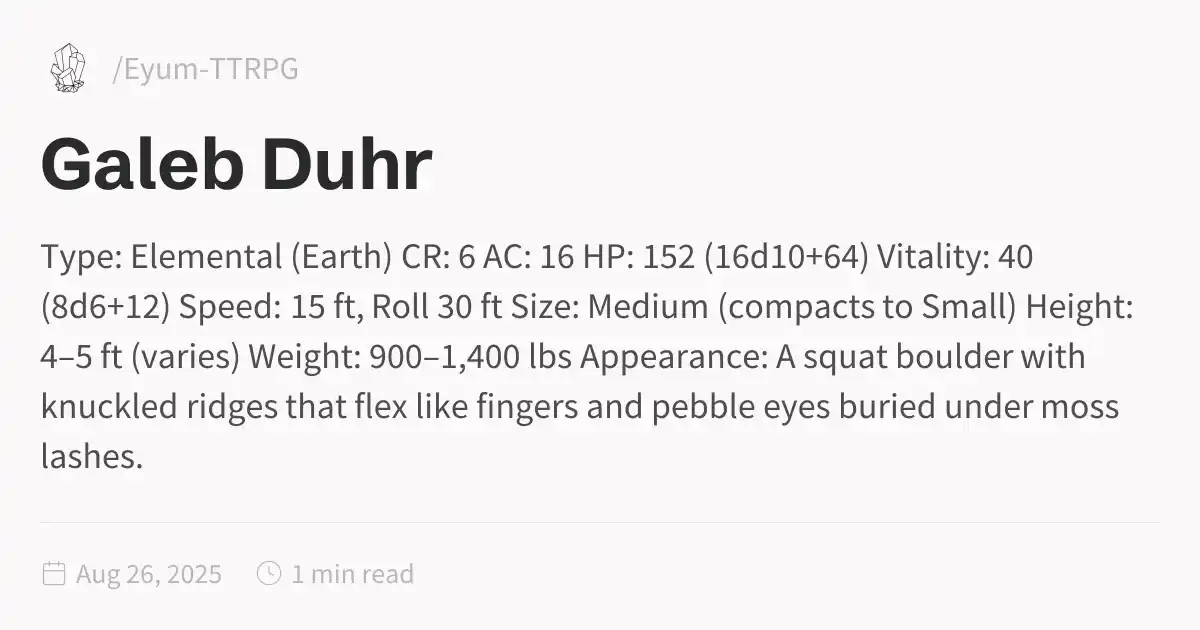 /Eyum-TTRPG
Galeb Duhr
Type: Elemental (Earth) CR: 6 AC: 16 HP: 152 (16d10+64) Vitality: 40
(8d6+12) Speed: 15 ft, Roll 30 ft Size: Medium (compacts to Small) Height:
4–5 ft (varies) Weight: 900–1,400 lbs Appearance: A squat boulder with
knuckled ridges that flex like fingers and pebble eyes buried under moss
lashes.
Aug 26, 2025 1 min read